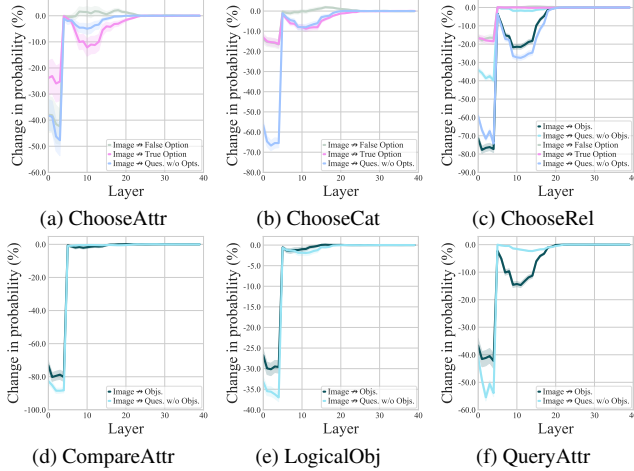 Change in probability (%)
0.0
-10.0
-20.0
-30.0
-40.0
-50.0
-60.0
0 10 20 30 40
Layer
Image ↛ False Option
Image ↛ True Option
Image ↛ Ques. w/o Opts.
(a) ChooseAttr
Change in probability (%)
0.0
-10.0
-20.0
-30.0
-40.0
-50.0
-60.0
-70.0
-80.0
0 10 20 30 40
Layer
Image ↛ False Option
Image ↛ True Option
Image ↛ Ques. w/o Opts.
(b) ChooseCat
Change in probability (%)
0.0
-10.0
-20.0
-30.0
-40.0
-50.0
-60.0
-70.0
-80.0
-90.0
0 10 20 30 40
Layer
Image ↛ Objs.
Image ↛ Ques. w/o Objs.
Image ↛ False Option
Image ↛ True Option
Image ↛ Ques. w/o Opts.
(c) ChooseRel
Change in probability (%)
0.0
-20.0
-40.0
-60.0
-80.0
-100.0
0 10 20 30 40
Layer
Image ↛ Objs.
Image ↛ Ques. w/o Objs.
(d) CompareAttr
Change in probability (%)
0.0
-5.0
-10.0
-15.0
-20.0
-25.0
-30.0
-35.0
-40.0
0 10 20 30 40
Layer
Image ↛ Objs.
Image ↛ Ques. w/o Objs.
(e) LogicalObj
Change in probability (%)
0.0
-10.0
-20.0
-30.0
-40.0
-50.0
-60.0
0 10 20 30 40
Layer
Image ↛ Objs.
Image ↛ Ques. w/o Objs.
(f) QueryAttr